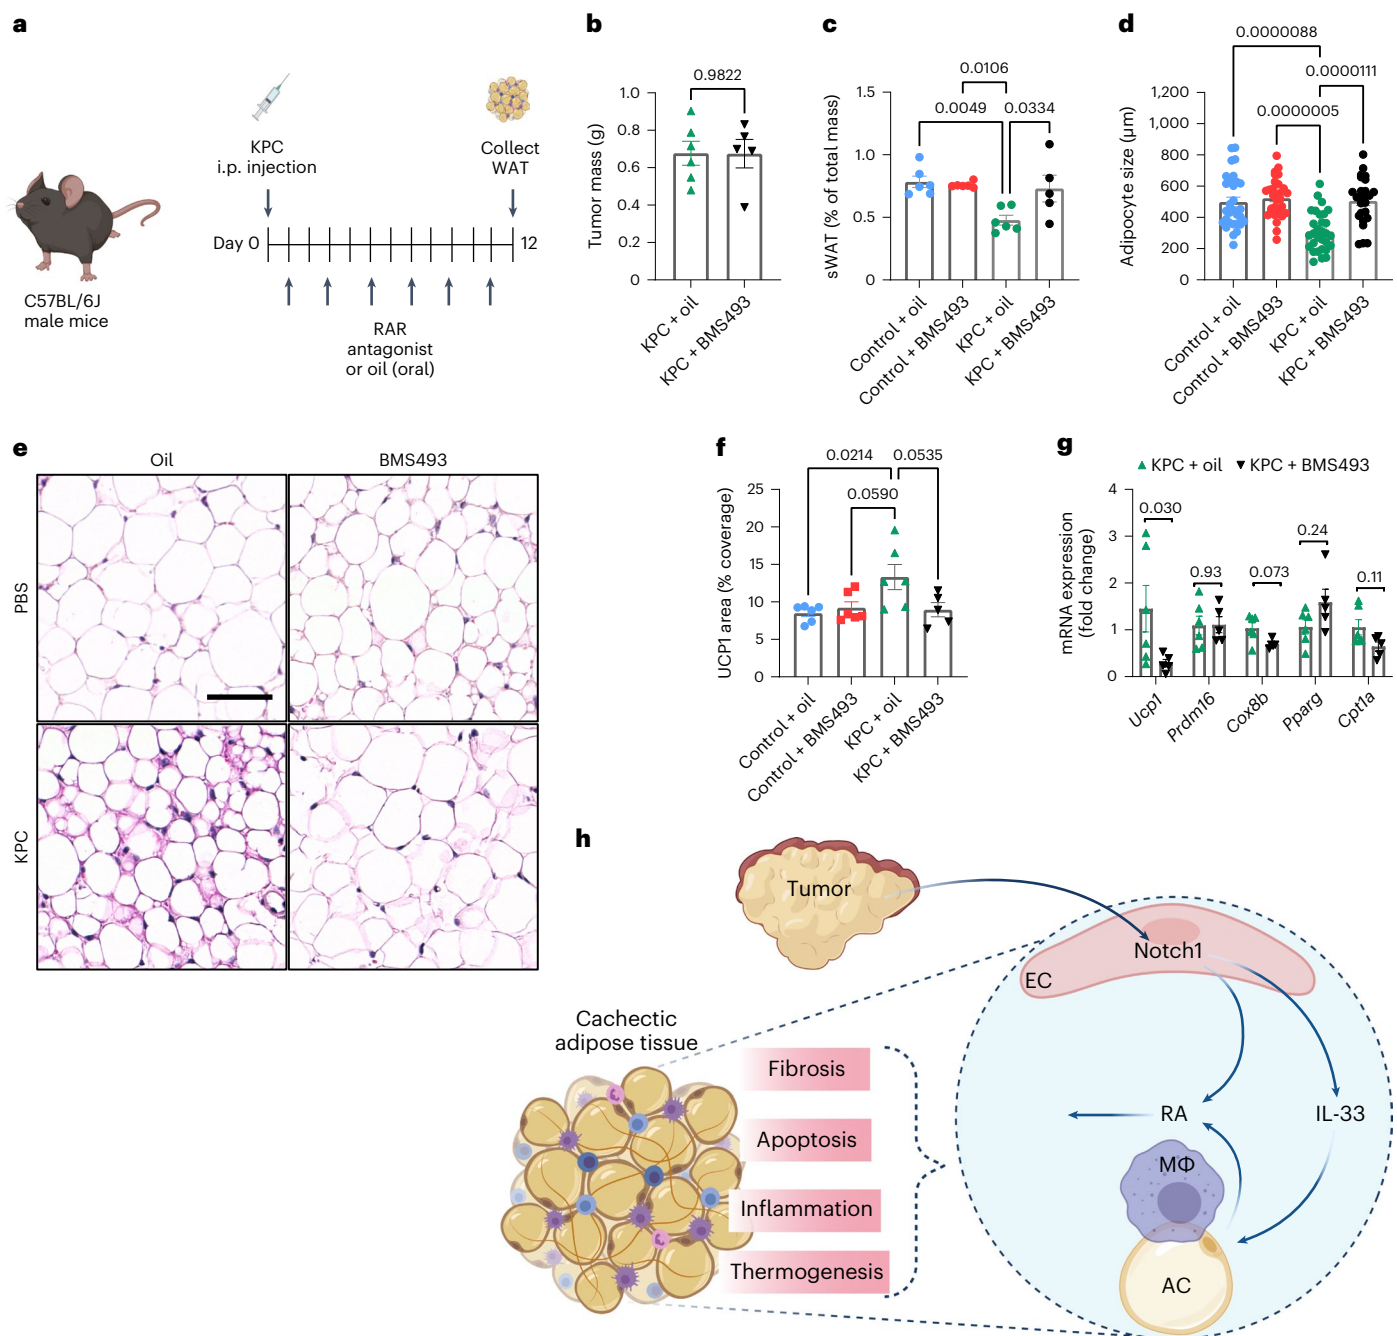 a
KPC
i.p. injection
Collect
WAT
Day 0
12
C57BL/6J
male mice
RAR
antagonist
or oil (oral)
b
0.9822
Tumor mass (g)
1.0
0.8
0.6
0.4
0.2
0
KPC + oil
KPC + BMS493
c
0.0106
0.0049
0.0334
sWAT (% of total mass)
1.5
1.0
0.5
0
Control + oil
Control + BMS493
KPC + oil
KPC + BMS493
d
0.0000088
0.0000111
0.0000005
Adipocyte size (μm)
1,200
1,000
800
600
400
200
0
Control + oil
Control + BMS493
KPC + oil
KPC + BMS493
e
Oil
BMS493
PBS
KPC
f
0.0214
0.0535
0.0590
UCP1 area (% coverage)
25
20
15
10
5
0
Control + oil
Control + BMS493
KPC + oil
KPC + BMS493
g
KPC + oil
KPC + BMS493
mRNA expression
(fold change)
4
3
2
1
0
0.030
0.93
0.073
0.24
0.11
Ucp1
Prdm16
Cox8b
Pparg
Cpt1a
h
Tumor
Notch1
EC
Cachectic
adipose tissue
Fibrosis
Apoptosis
Inflammation
Thermogenesis
RA
IL-33
MΦ
AC